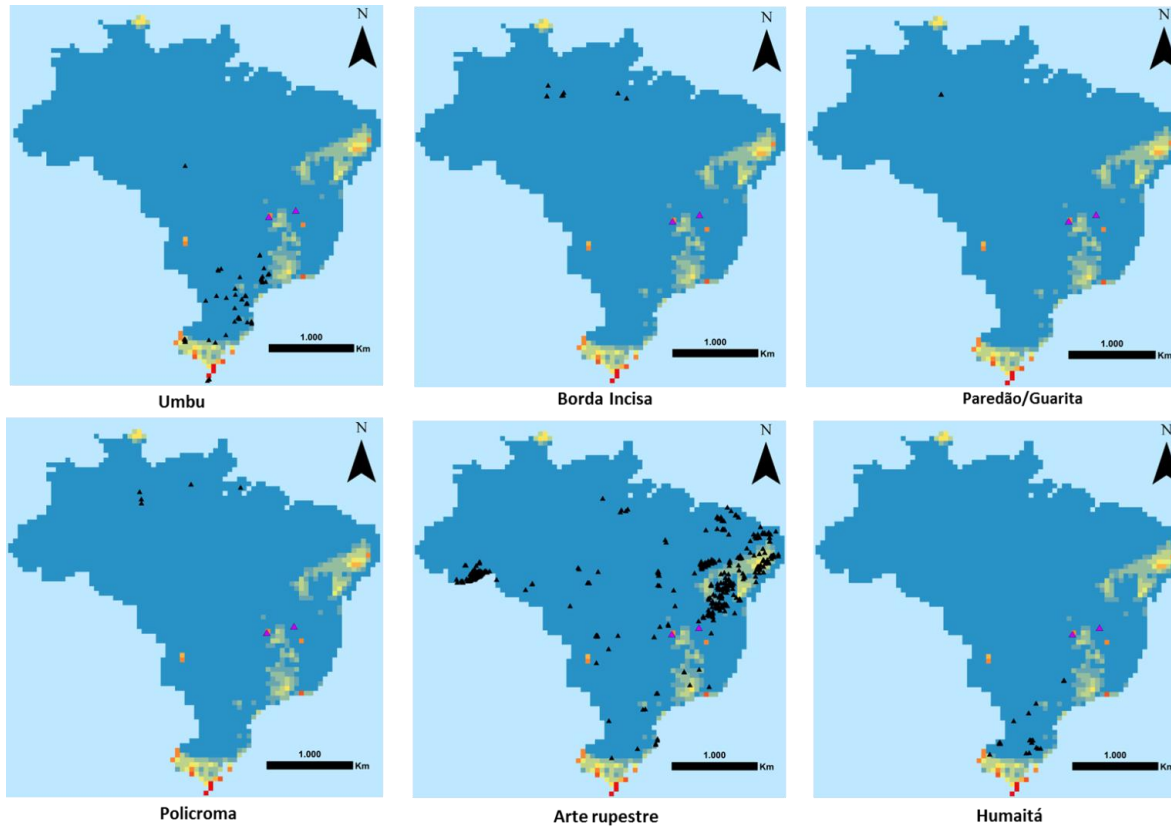 N
1.000
Km
Umbu
N
1.000
Km
Borda Incisa
N
1.000
Km
Paredão/Guarita
N
1.000
Km
Policroma
N
1.000
Km
Arte rupestre
N
1.000
Km
Humaitá